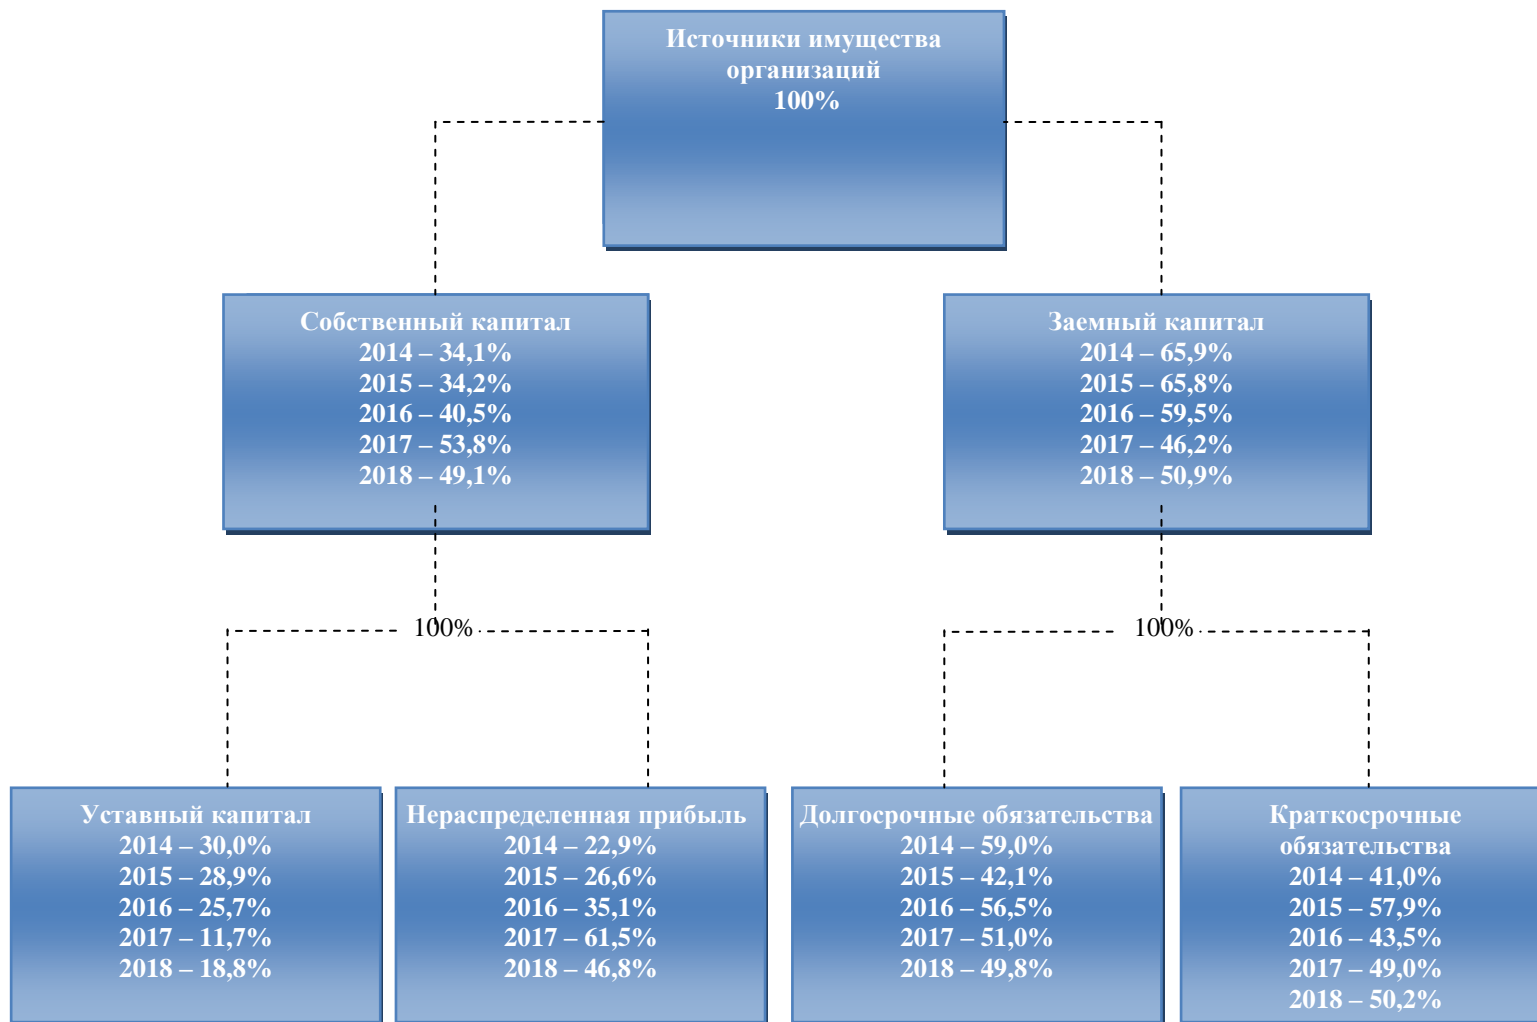 Источники имущества
организаций
100%
Собственный капитал
2014 – 34,1%
2015 – 34,2%
2016 – 40,5%
2017 – 53,8%
2018 – 49,1%
Заемный капитал
2014 – 65,9%
2015 – 65,8%
2016 – 59,5%
2017 – 46,2%
2018 – 50,9%
100%
100%
Уставный капитал
2014 – 30,0%
2015 – 28,9%
2016 – 25,7%
2017 – 11,7%
2018 – 18,8%
Нераспределенная прибыль
2014 – 22,9%
2015 – 26,6%
2016 – 35,1%
2017 – 61,5%
2018 – 46,8%
Долгосрочные обязательства
2014 – 59,0%
2015 – 42,1%
2016 – 56,5%
2017 – 51,0%
2018 – 49,8%
Краткосрочные
обязательства
2014 – 41,0%
2015 – 57,9%
2016 – 43,5%
2017 – 49,0%
2018 – 50,2%